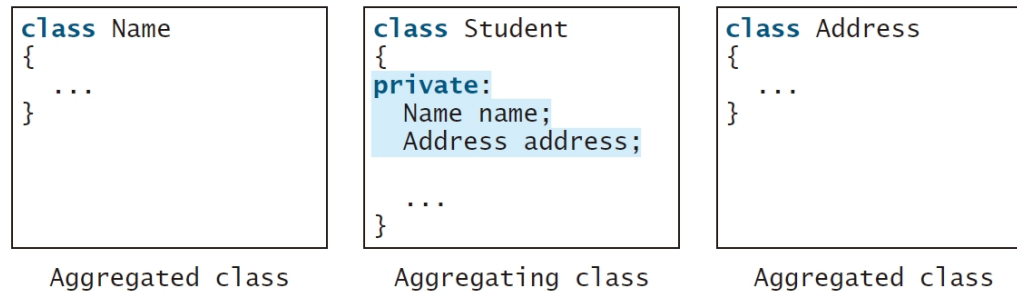 class Name
{
...
}
Aggregated class
class Student
{
private:
Name name;
Address address;
...
}
Aggregating class
class Address
{
...
}
Aggregated class